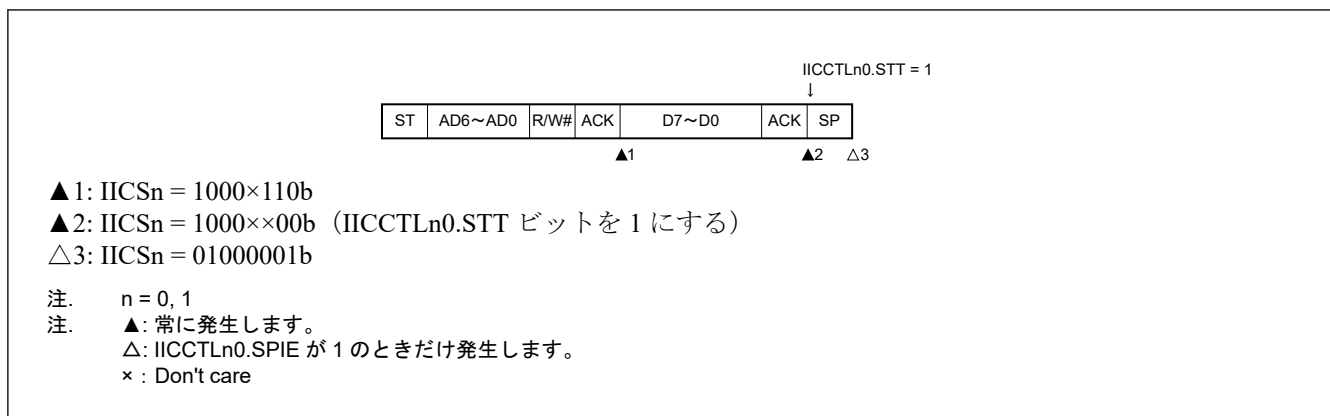 IICCTLn0.STT = 1
↓
ST AD6～AD0 R/W# ACK D7～D0 ACK SP
▲1 ▲2 △3
▲1: IICSn = 1000×110b
▲2: IICSn = 1000××00b（IICCTLn0.STT ビットを 1 にする）
△3: IICSn = 01000001b
注. n = 0, 1
注. ▲: 常に発生します。
△: IICCTLn0.SPIE が 1 のときだけ発生します。
×：Don't care